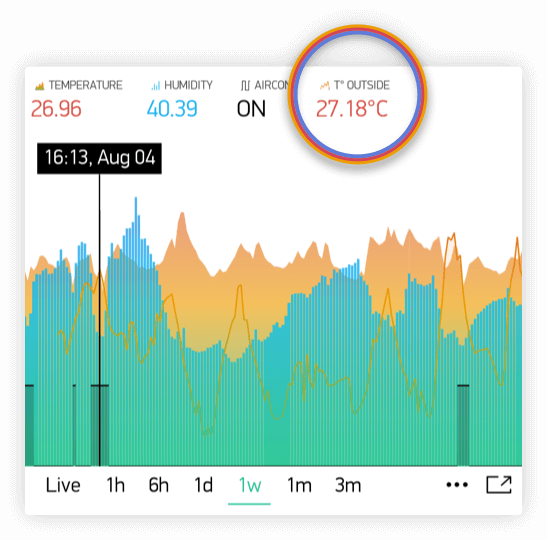 TEMPERATURE HUMIDITY AIRCON T° OUTSIDE
26.96 40.39 ON 27.18°C
16:13, Aug 04
Live 1h 6h 1d 1w 1m 3m